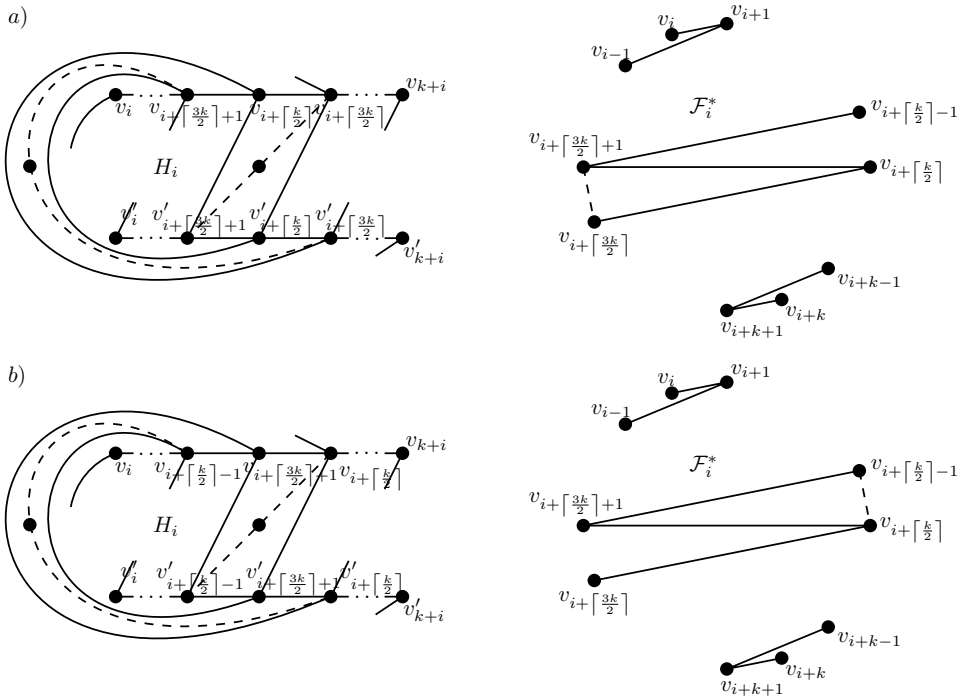 a)
$v_{i+1}$
$v_i$
$v_{i-1}$
$v_{k+i}$
$v_i$ $v_{i+\lceil\frac{3k}{2}\rceil+1}$ $v_{i+\lceil\frac{k}{2}\rceil}$ $v_{i+\lceil\frac{3k}{2}\rceil}$
$\mathcal{F}_i^*$
$v_{i+\lceil\frac{k}{2}\rceil-1}$
$v_{i+\lceil\frac{3k}{2}\rceil+1}$
$H_i$
$v_{i+\lceil\frac{k}{2}\rceil}$
$v'_i$ $v'_{i+\lceil\frac{3k}{2}\rceil+1}$ $v'_{i+\lceil\frac{k}{2}\rceil}$ $v'_{i+\lceil\frac{3k}{2}\rceil}$
$v_{i+\lceil\frac{3k}{2}\rceil}$
$v'_{k+i}$
$v_{i+k-1}$
$v_{i+k}$
$v_{i+k+1}$
b)
$v_{i+1}$
$v_i$
$v_{i-1}$
$v_{k+i}$
$v_i$ $v_{i+\lceil\frac{k}{2}\rceil-1}$ $v_{i+\lceil\frac{3k}{2}\rceil+1}$ $v_{i+\lceil\frac{k}{2}\rceil}$
$\mathcal{F}_i^*$
$v_{i+\lceil\frac{k}{2}\rceil-1}$
$v_{i+\lceil\frac{3k}{2}\rceil+1}$
$H_i$
$v_{i+\lceil\frac{k}{2}\rceil}$
$v'_i$ $v'_{i+\lceil\frac{k}{2}\rceil-1}$ $v'_{i+\lceil\frac{3k}{2}\rceil+1}$ $v'_{i+\lceil\frac{k}{2}\rceil}$
$v_{i+\lceil\frac{3k}{2}\rceil}$
$v'_{k+i}$
$v_{i+k-1}$
$v_{i+k}$
$v_{i+k+1}$